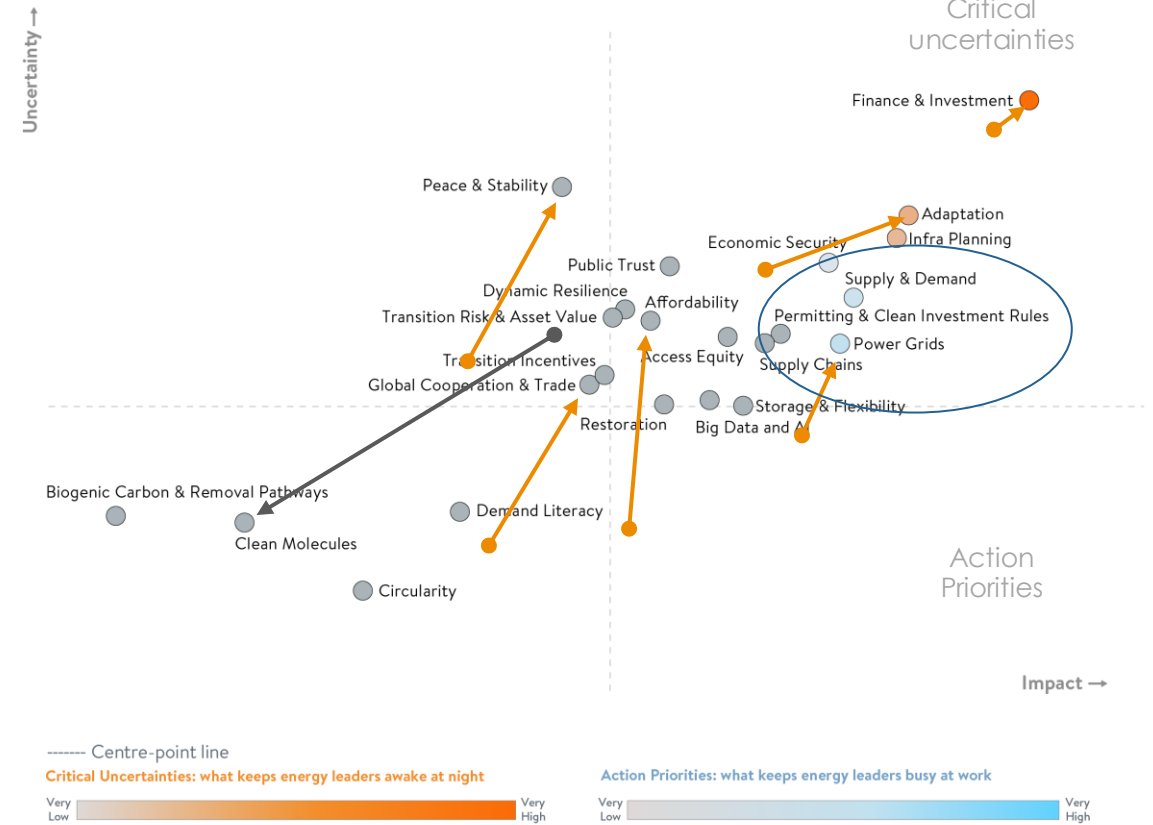 Critical
uncertainties
Uncertainty
Finance & Investment
Peace & Stability
Adaptation
Infra Planning
Economic Security
Public Trust
Supply & Demand
Dynamic Resilience
Affordability
Transition Risk & Asset Value
Permitting & Clean Investment Rules
Power Grids
Transition Incentives
Access Equity
Supply Chains
Global Cooperation & Trade
Storage & Flexibility
Restoration
Big Data and AI
Biogenic Carbon & Removal Pathways
Demand Literacy
Clean Molecules
Circularity
Action
Priorities
Impact
Centre-point line
Critical Uncertainties: what keeps energy leaders awake at night
Action Priorities: what keeps energy leaders busy at work
Very
Low
Very
High
Very
Low
Very
High